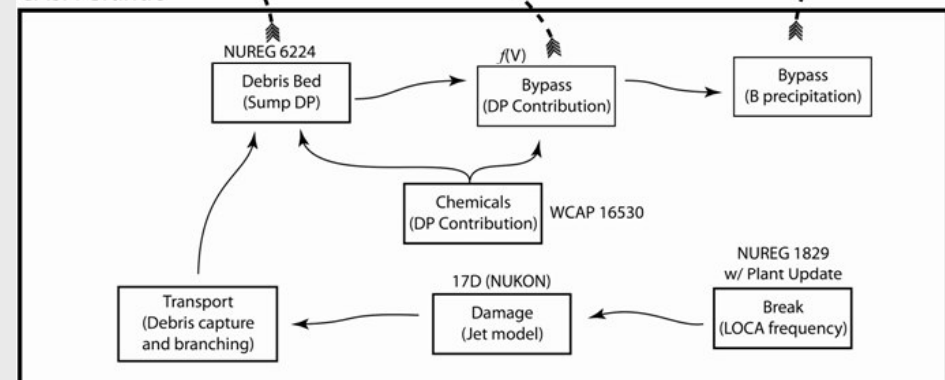 NUREG 6224
Debris Bed
(Sump DP)
f(V)
Bypass
(DP Contribution)
Bypass
(B precipitation)
Chemicals
(DP Contribution)
WCAP 16530
NUREG 1829
w/ Plant Update
Break
(LOCA frequency)
17D (NUKON)
Damage
(Jet model)
Transport
(Debris capture
and branching)